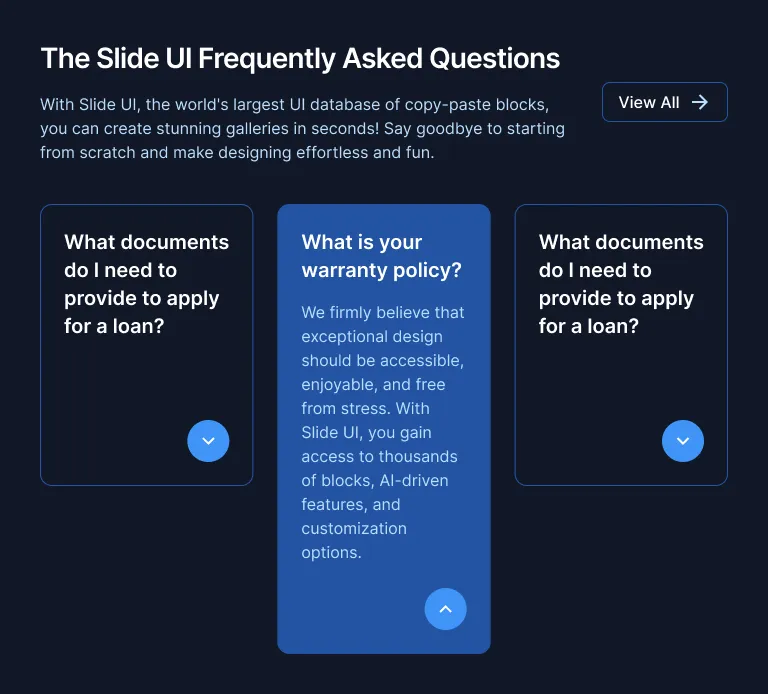 The Slide UI Frequently Asked Questions
With Slide UI, the world's largest UI database of copy-paste blocks,
you can create stunning galleries in seconds! Say goodbye to starting
from scratch and make designing effortless and fun.
View All
What documents
do I need to
provide to apply
for a loan?
What is your
warranty policy?
We firmly believe that
exceptional design
should be accessible,
enjoyable, and free
from stress. With
Slide UI, you gain
access to thousands
of blocks, AI-driven
features, and
customization
options.
What documents
do I need to
provide to apply
for a loan?